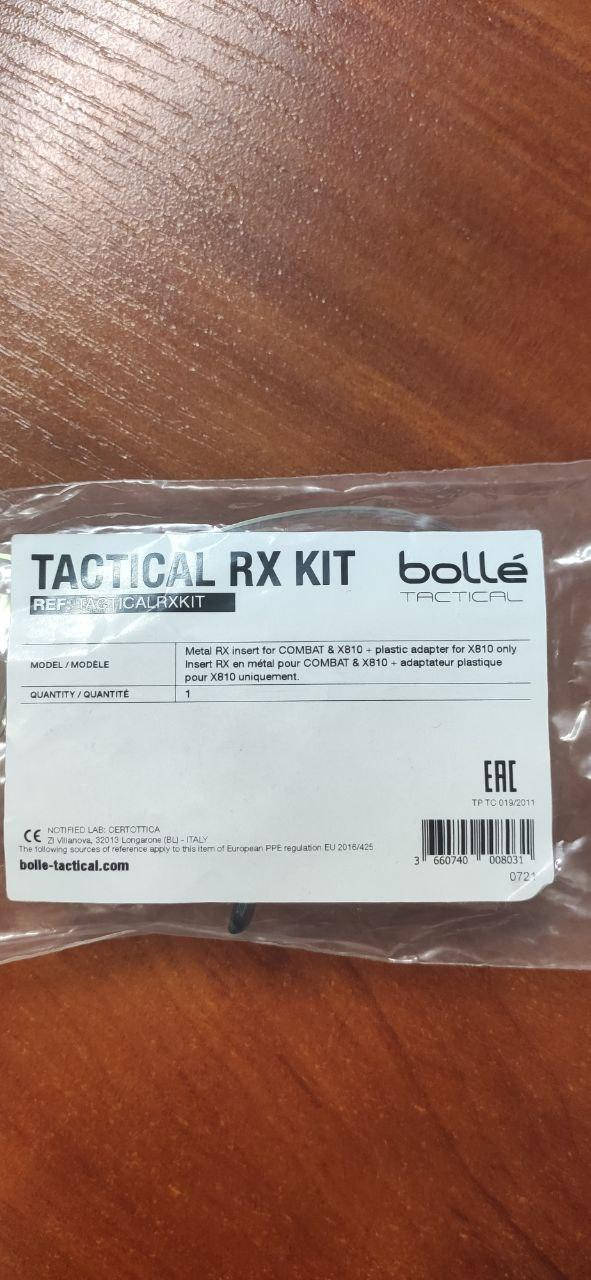 TACTICAL RX KIT
bollé
TACTICAL
REF: TACTICALRXKIT
MODEL / MODÈLE
Metal RX insert for COMBAT & X810 + plastic adapter for X810 only
Insert RX en métal pour COMBAT & X810 + adaptateur plastique
pour X810 uniquement.
QUANTITY / QUANTITÉ
1
EAC
TP TC 019/2011
CE NOTIFIED LAB: CERTOTTICA
ZI Villanova, 32013 Longarone (BL) - ITALY
The following sources of reference apply to this item of European PPE regulation EU 2016/425
bolle-tactical.com
3 660740 008031
0721